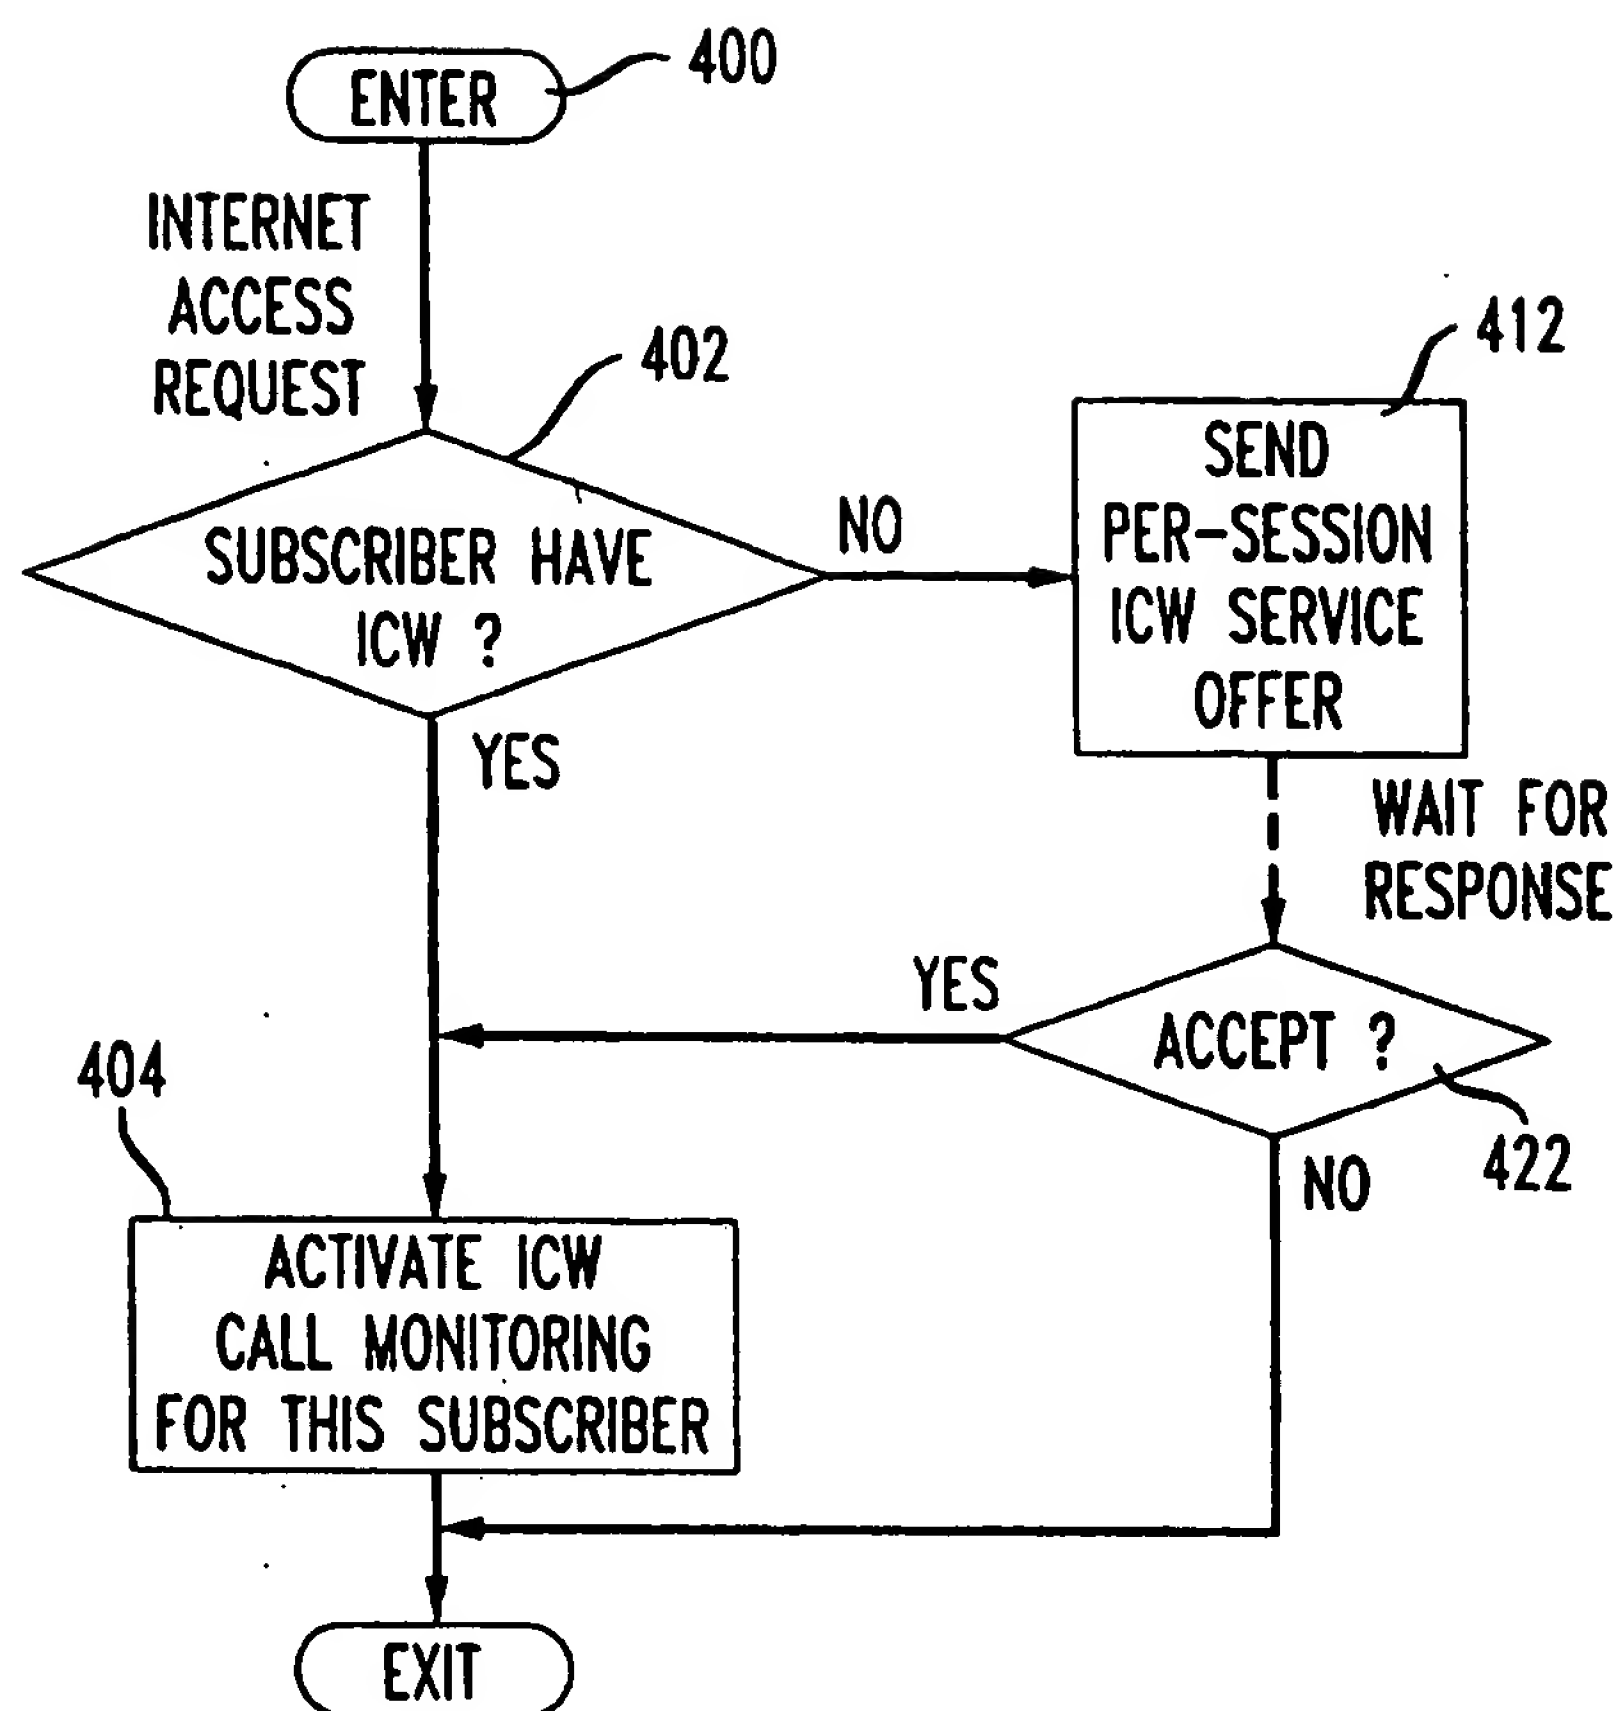 400
ENTER
INTERNET
ACCESS
REQUEST
402
412
SUBSCRIBER HAVE
ICW ?
NO
SEND
PER-SESSION
ICW SERVICE
OFFER
YES
WAIT FOR
RESPONSE
YES
ACCEPT ?
422
NO
404
ACTIVATE ICW
CALL MONITORING
FOR THIS SUBSCRIBER
EXIT